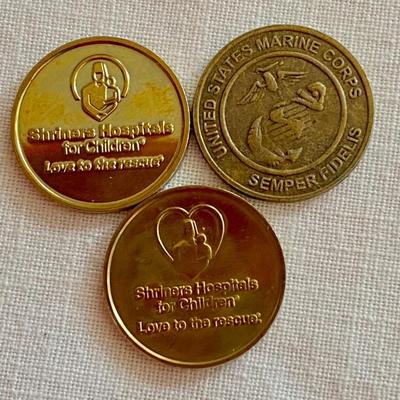 Shriners Hospitals
for Children®
Love to the rescue®
UNITED STATES MARINE CORPS
SEMPER FIDELIS
Shriners Hospitals
for Children®
Love to the rescue®